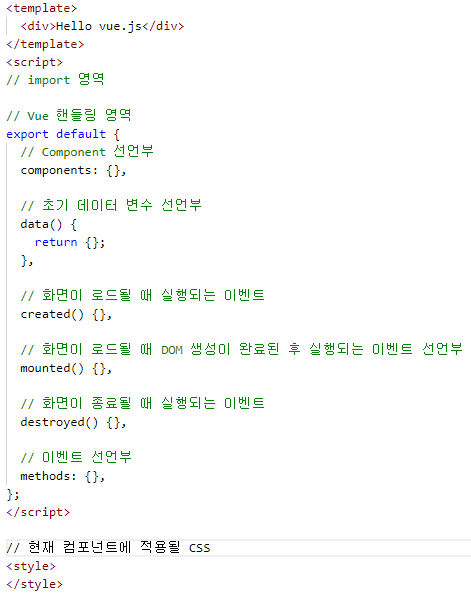 <template>
  <div>Hello vue.js</div>
</template>
<script>
// import 영역

// Vue 핸들링 영역
export default {
  // Component 선언부
  components: {},

  // 초기 데이터 변수 선언부
  data() {
    return {};
  },

  // 화면이 로드될 때 실행되는 이벤트
  created() {},

  // 화면이 로드될 때 DOM 생성이 완료된 후 실행되는 이벤트 선언부
  mounted() {},

  // 화면이 종료될 때 실행되는 이벤트
  destroyed() {},

  // 이벤트 선언부
  methods: {},
};
</script>

// 현재 컴포넌트에 적용될 CSS
<style>
</style>